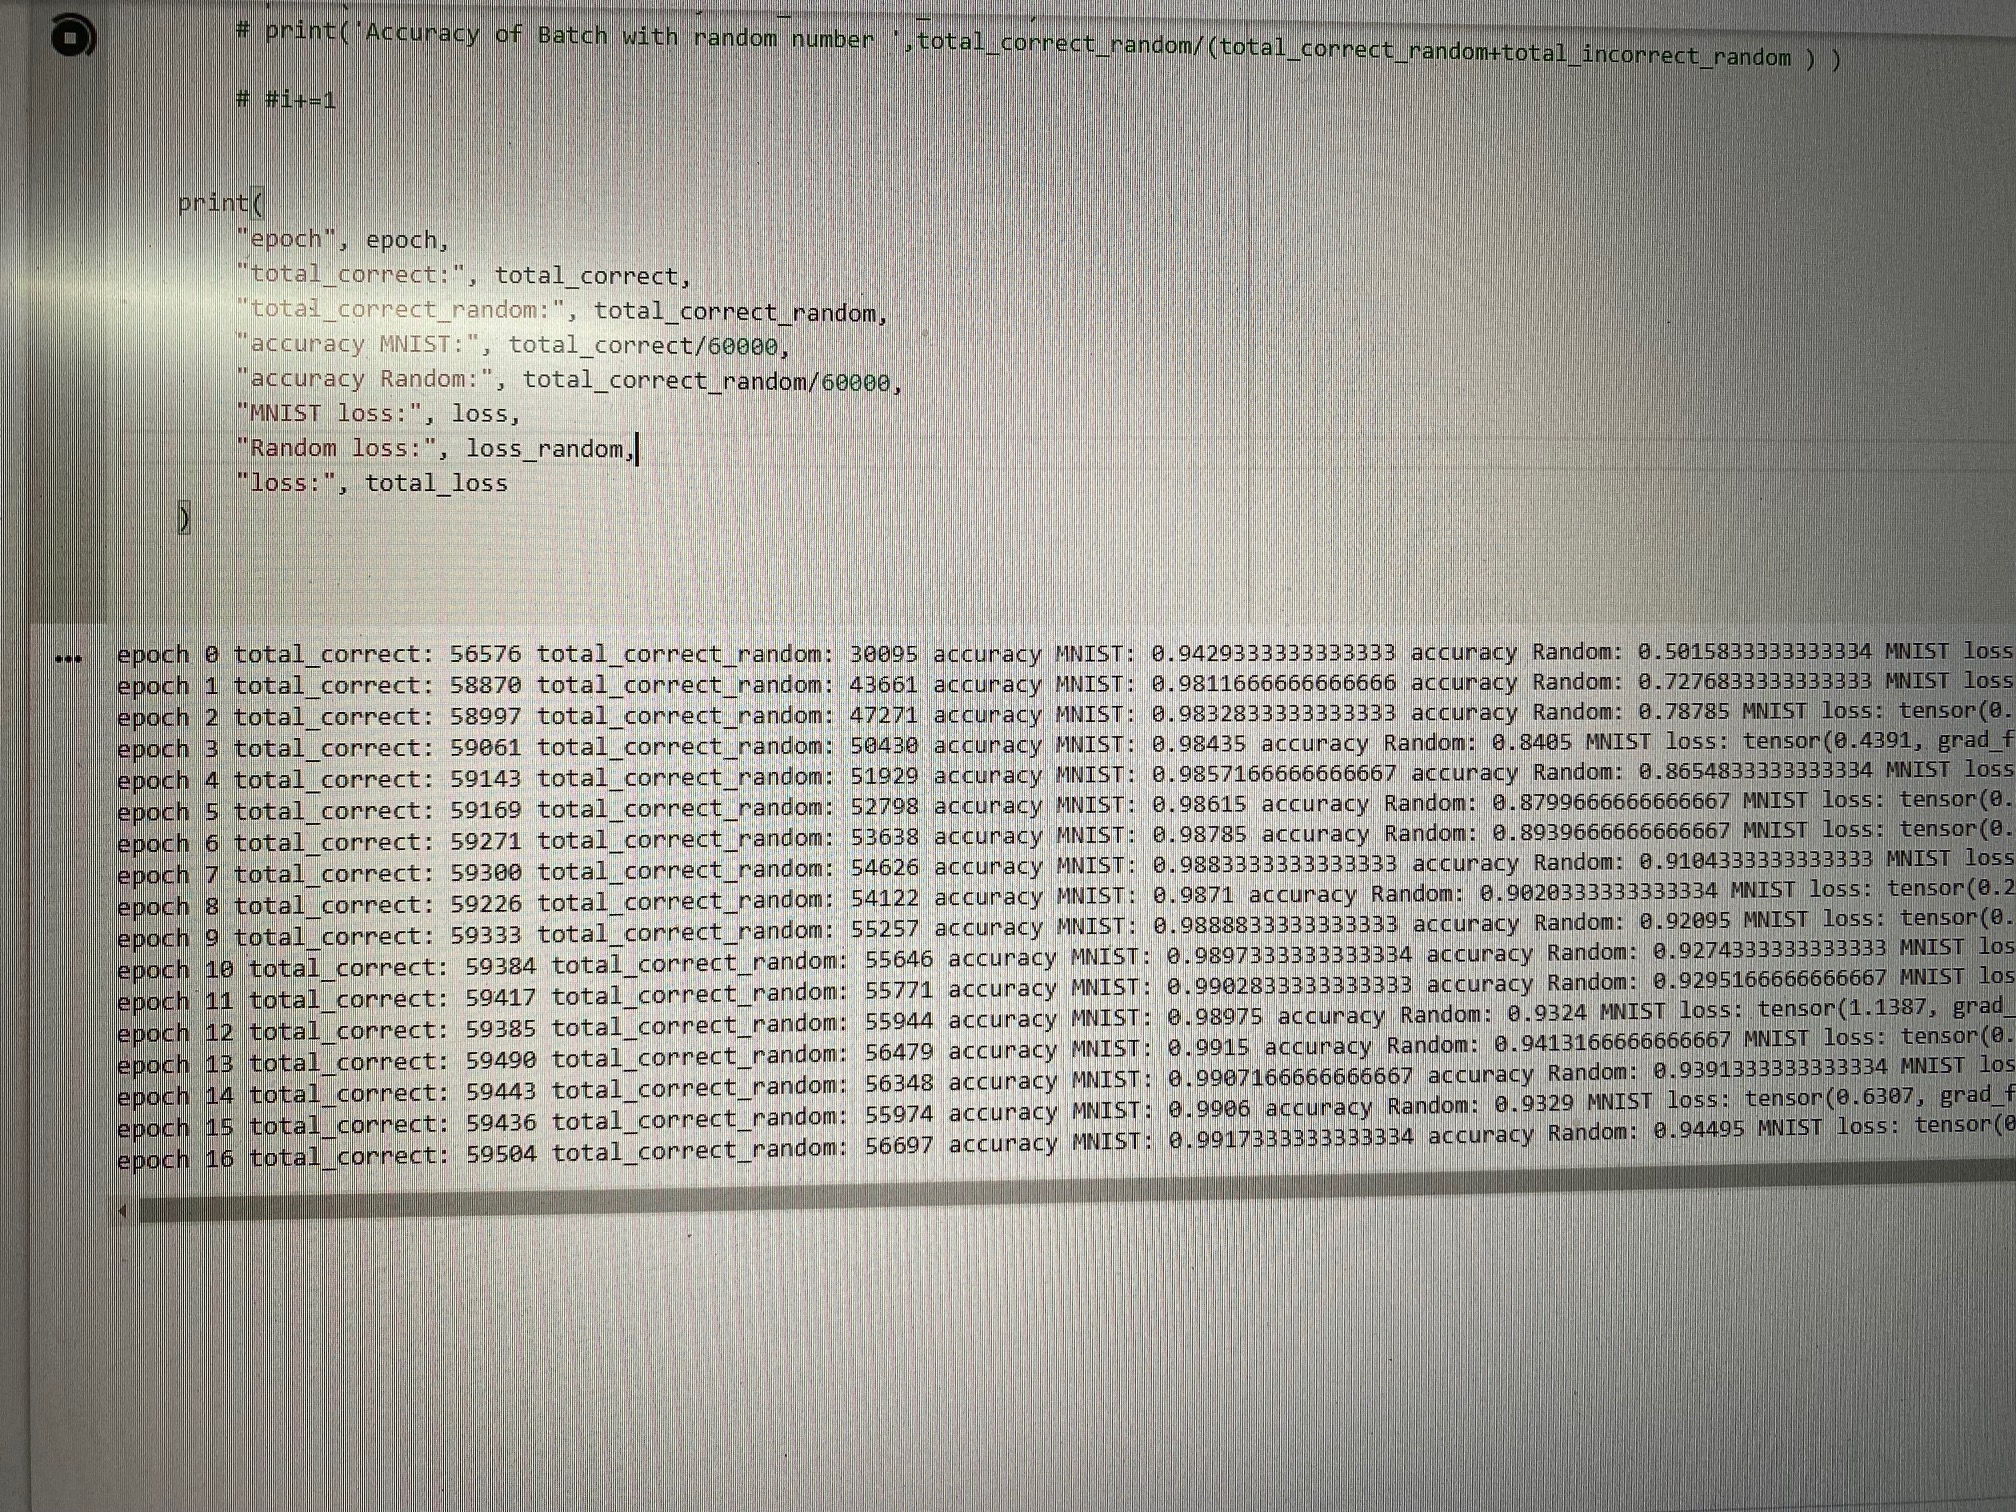 # print('Accuracy of Batch with random number ',total_correct_random/(total_correct_random+total_incorrect_random ) )
# #i+=1
print(
"epoch", epoch,
"total_correct:", total_correct,
"total_correct_random:", total_correct_random,
"accuracy MNIST:", total_correct/60000,
"accuracy Random:", total_correct_random/60000,
"MNIST loss:", loss,
"Random loss:", loss_random,
"loss:", total_loss
)
epoch 0 total_correct: 56576 total_correct_random: 30095 accuracy MNIST: 0.9429333333333333 accuracy Random: 0.5015833333333334 MNIST loss
epoch 1 total_correct: 58870 total_correct_random: 43661 accuracy MNIST: 0.9811666666666666 accuracy Random: 0.7276833333333333 MNIST loss
epoch 2 total_correct: 58997 total_correct_random: 47271 accuracy MNIST: 0.9832833333333333 accuracy Random: 0.78785 MNIST loss: tensor(0.
epoch 3 total_correct: 59061 total_correct_random: 50430 accuracy MNIST: 0.98435 accuracy Random: 0.8405 MNIST loss: tensor(0.4391, grad_f
epoch 4 total_correct: 59143 total_correct_random: 51929 accuracy MNIST: 0.9857166666666667 accuracy Random: 0.8654833333333334 MNIST loss
epoch 5 total_correct: 59169 total_correct_random: 52798 accuracy MNIST: 0.98615 accuracy Random: 0.8799666666666667 MNIST loss: tensor(0.
epoch 6 total_correct: 59271 total_correct_random: 53638 accuracy MNIST: 0.98785 accuracy Random: 0.8939666666666667 MNIST loss: tensor(0.
epoch 7 total_correct: 59300 total_correct_random: 54626 accuracy MNIST: 0.9883333333333333 accuracy Random: 0.9104333333333333 MNIST loss
epoch 8 total_correct: 59226 total_correct_random: 54122 accuracy MNIST: 0.9871 accuracy Random: 0.9020333333333334 MNIST loss: tensor(0.2
epoch 9 total_correct: 59333 total_correct_random: 55257 accuracy MNIST: 0.9888833333333333 accuracy Random: 0.92095 MNIST loss: tensor(0.
epoch 10 total_correct: 59384 total_correct_random: 55646 accuracy MNIST: 0.9897333333333334 accuracy Random: 0.9274333333333333 MNIST los
epoch 11 total_correct: 59417 total_correct_random: 55771 accuracy MNIST: 0.9902833333333333 accuracy Random: 0.9295166666666667 MNIST los
epoch 12 total_correct: 59385 total_correct_random: 55944 accuracy MNIST: 0.98975 accuracy Random: 0.9324 MNIST loss: tensor(1.1387, grad_
epoch 13 total_correct: 59490 total_correct_random: 56479 accuracy MNIST: 0.9915 accuracy Random: 0.9413166666666667 MNIST loss: tensor(0.
epoch 14 total_correct: 59443 total_correct_random: 56348 accuracy MNIST: 0.9907166666666667 accuracy Random: 0.9391333333333334 MNIST los
epoch 15 total_correct: 59436 total_correct_random: 55974 accuracy MNIST: 0.9906 accuracy Random: 0.9329 MNIST loss: tensor(0.6307, grad_f
epoch 16 total_correct: 59504 total_correct_random: 56697 accuracy MNIST: 0.9917333333333334 accuracy Random: 0.94495 MNIST loss: tensor(0